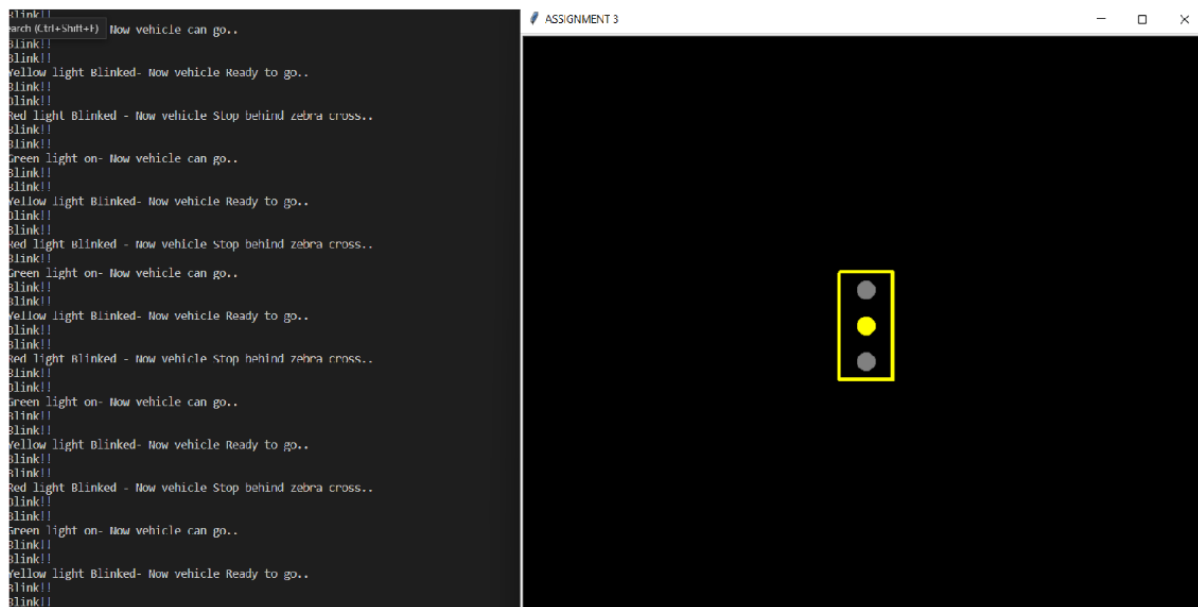 Blink!!
earch (Ctrl+Shift+F) Now vehicle can go..
Blink!!
Blink!!
Yellow light Blinked- Now vehicle Ready to go..
Blink!!
Blink!!
Red light Blinked - Now vehicle Stop behind zebra cross..
Blink!!
Blink!!
Green light on- Now vehicle can go..
Blink!!
Blink!!
Yellow light Blinked- Now vehicle Ready to go..
Blink!!
Blink!!
Red light Blinked - Now vehicle Stop behind zebra cross..
Blink!!
Green light on- Now vehicle can go..
Blink!!
Blink!!
Yellow light Blinked- Now vehicle Ready to go..
Blink!!
Blink!!
Red light Blinked - Now vehicle Stop behind zebra cross..
Blink!!
Blink!!
Green light on- Now vehicle can go..
Blink!!
Blink!!
Yellow light Blinked- Now vehicle Ready to go..
Blink!!
Blink!!
Red light Blinked - Now vehicle Stop behind zebra cross..
Blink!!
Blink!!
Green light on- Now vehicle can go..
Blink!!
Blink!!
Yellow light Blinked- Now vehicle Ready to go..
Blink!!
Blink!!
ASSIGNMENT 3